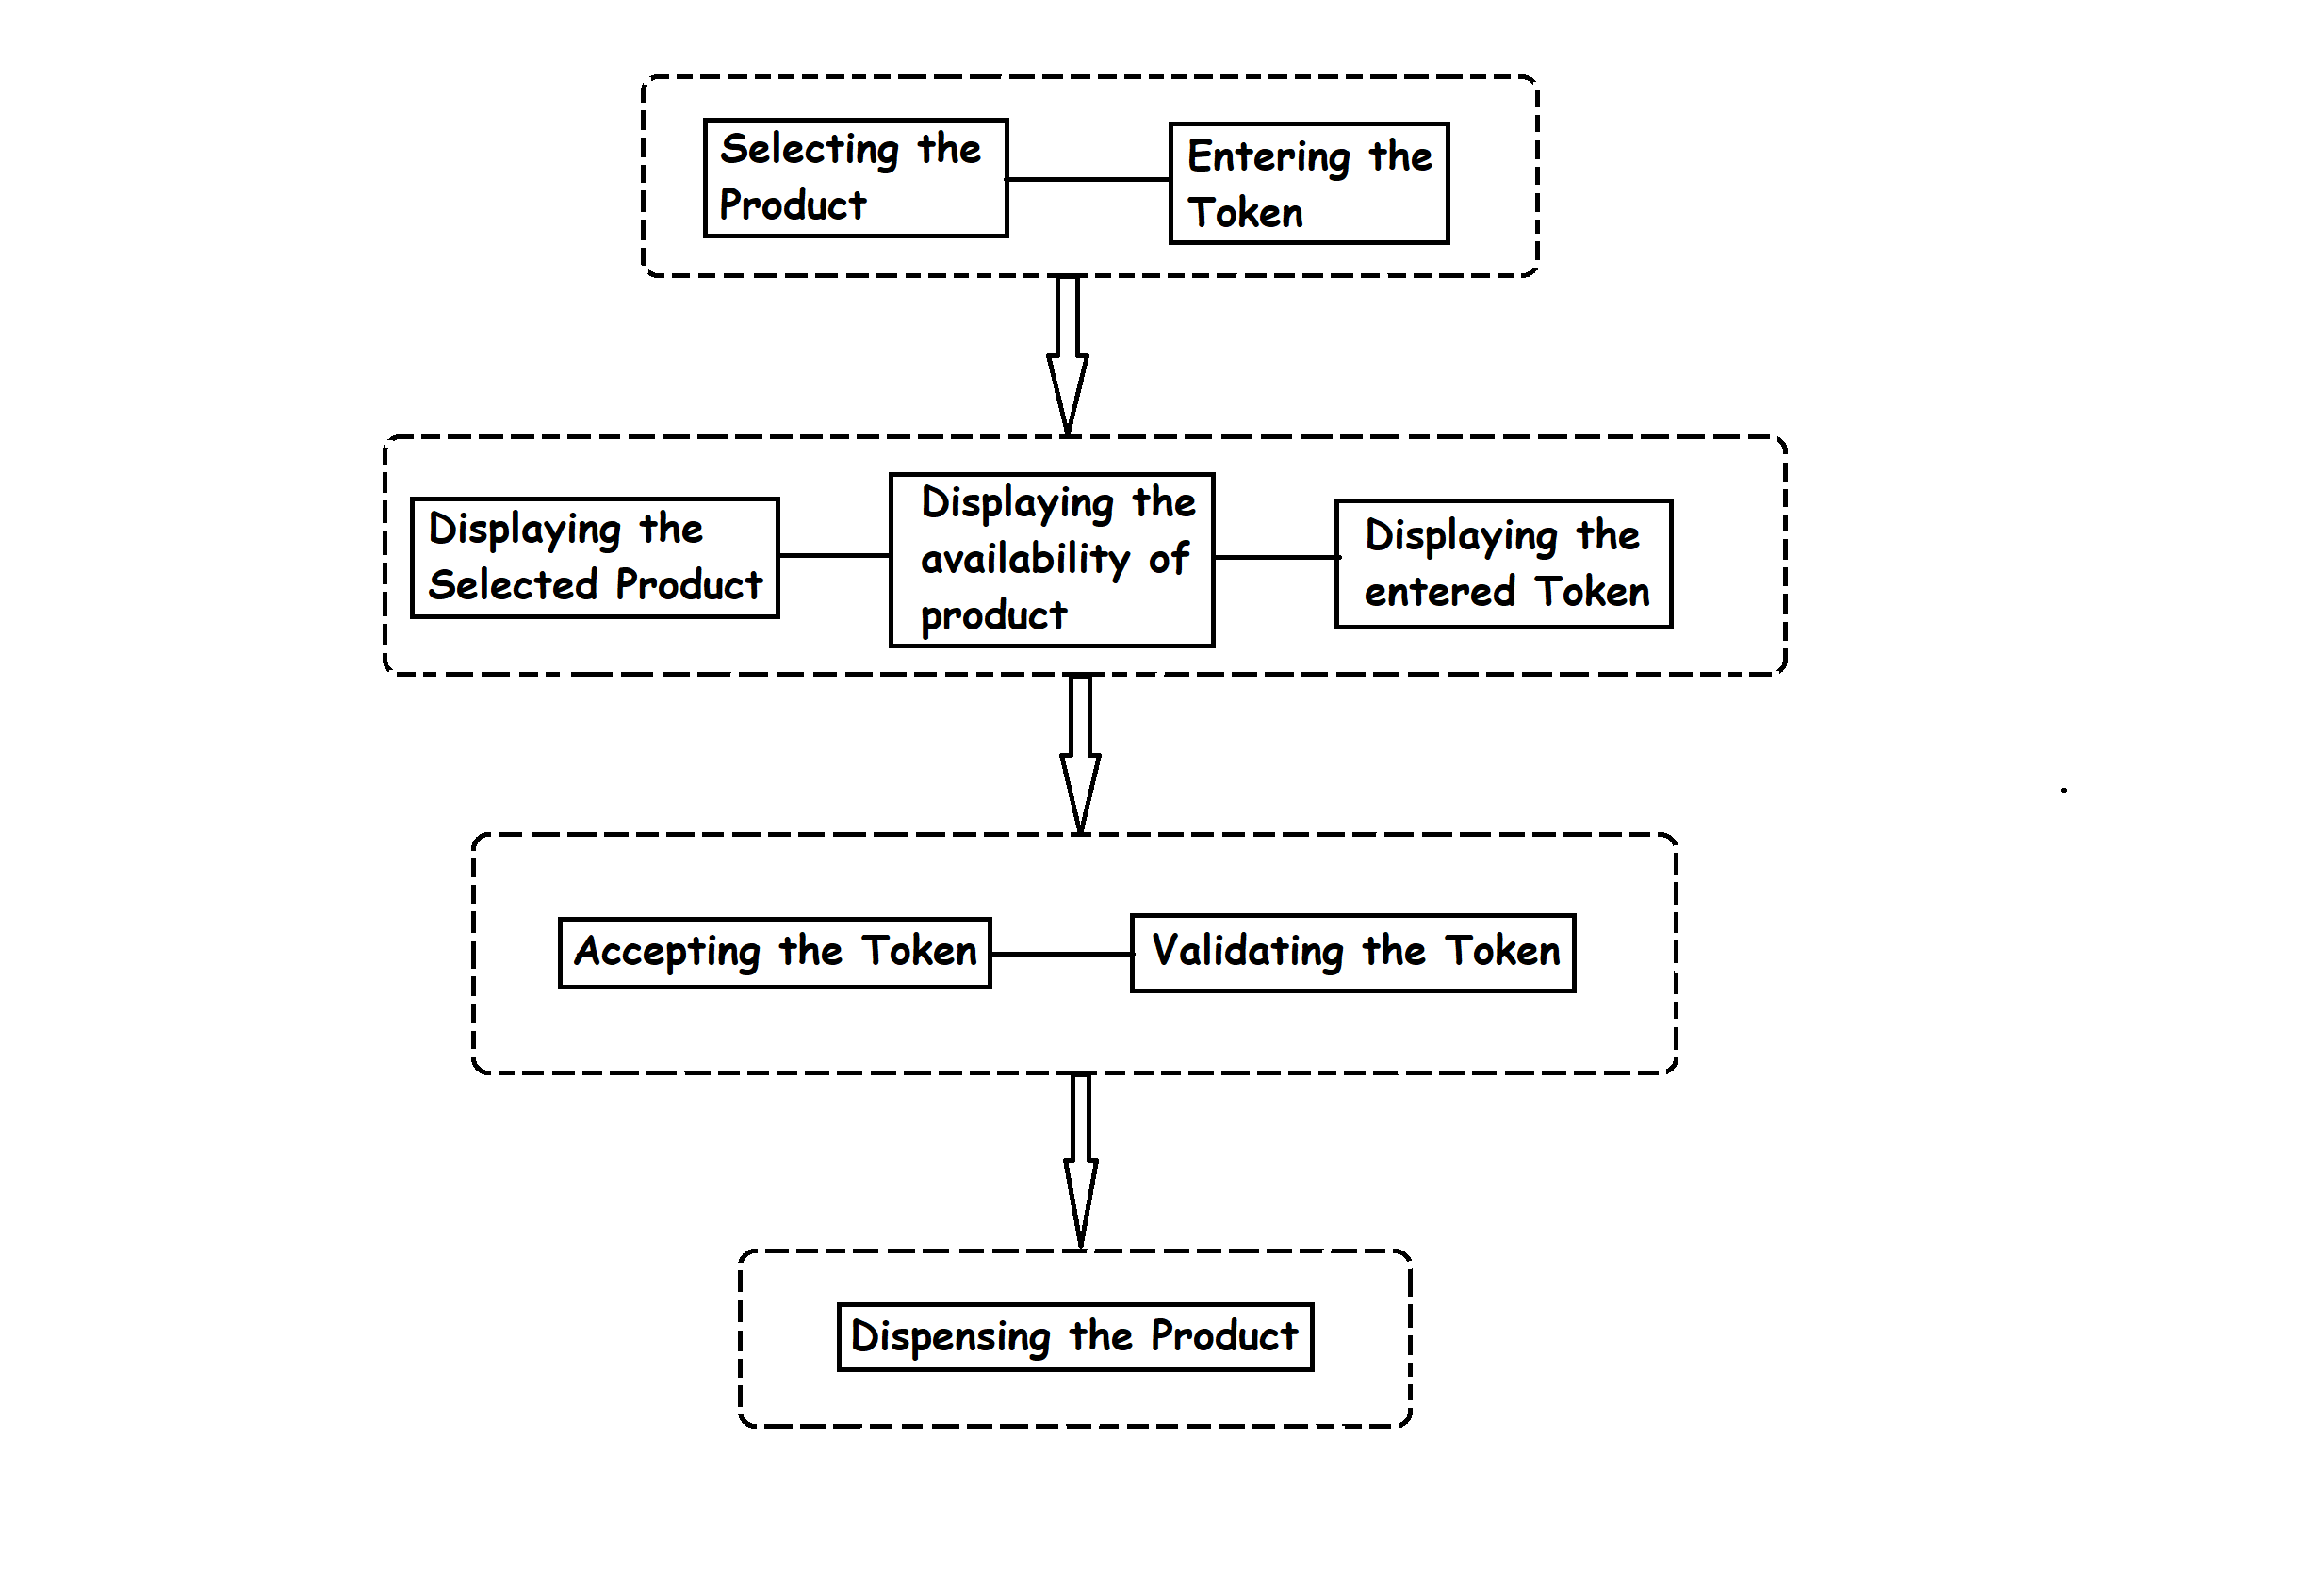 Selecting the
Product
Entering the
Token
Displaying the
Selected Product
Displaying the
availability of
product
Displaying the
entered Token
Accepting the Token
Validating the Token
Dispensing the Product